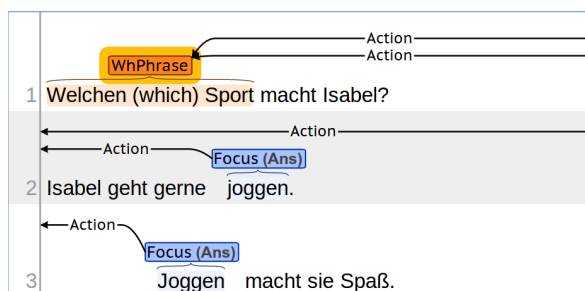 Action
Action
WhPhrase
1 Welchen (which) Sport macht Isabel?
Action
Action
Focus (Ans)
2 Isabel geht gerne joggen.
Action
Focus (Ans)
3 Joggen macht sie Spaß.